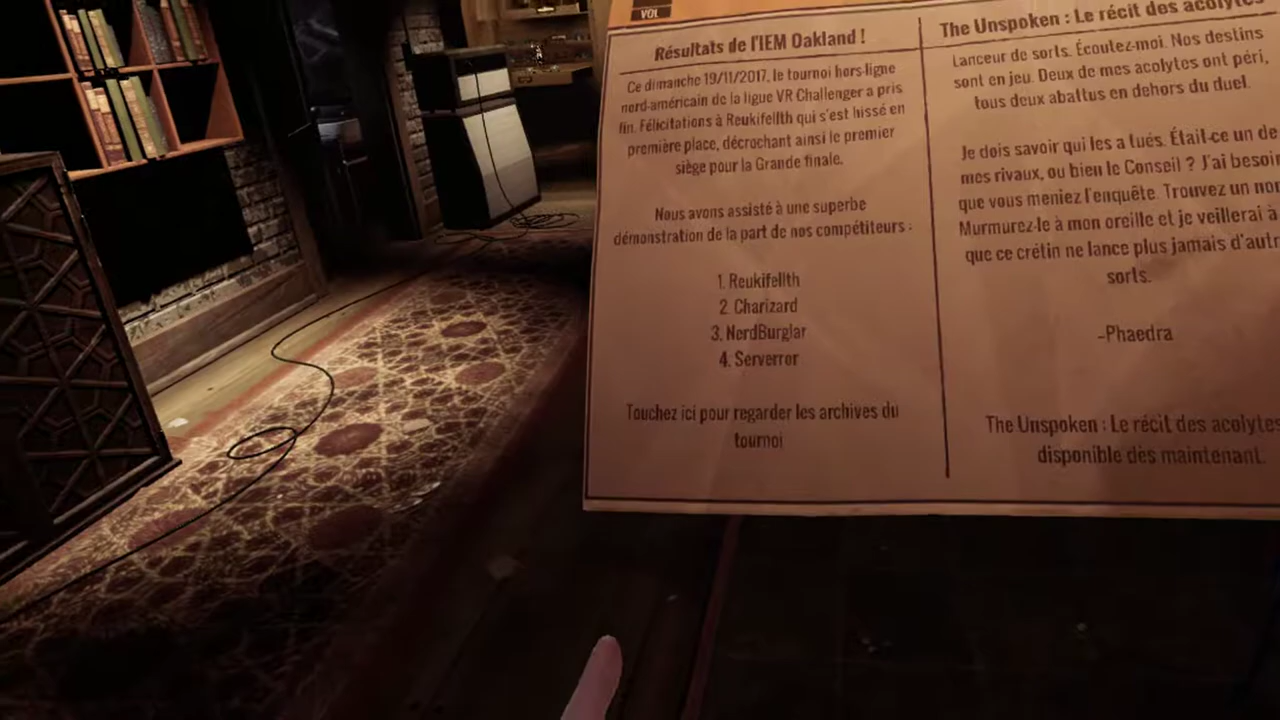 VOL
Résultats de l'IEM Oakland !
Ce dimanche 19/11/2017, le tournoi hors-ligne
nord-américain de la ligue VR Challenger a pris
fin. Félicitations à Reukifellth qui s'est hissé en
première place, décrochant ainsi le premier
siège pour la Grande finale.
Nous avons assisté à une superbe
démonstration de la part de nos compétiteurs :
1. Reukifellth
2. Charizard
3. NerdBurglar
4. Serverror
Touchez ici pour regarder les archives du
tournoi
The Unspoken : Le récit des acolytes
Lanceur de sorts. Écoutez-moi. Nos destins
sont en jeu. Deux de mes acolytes ont péri,
tous deux abattus en dehors du duel.
Je dois savoir qui les a tués. Était-ce un de
mes rivaux, ou bien le Conseil ? J'ai besoin
que vous meniez l'enquête. Trouvez un nom
Murmurez-le à mon oreille et je veillerai à
que ce crétin ne lance plus jamais d'autr
sorts.
-Phaedra
The Unspoken : Le récit des acolytes
disponible dès maintenant.